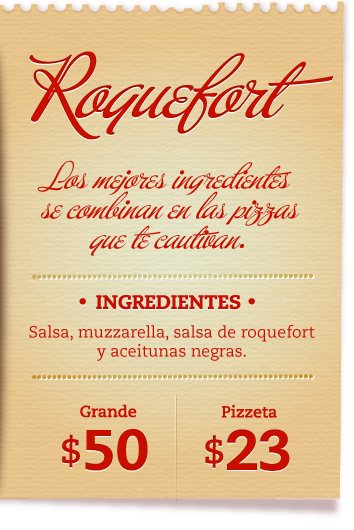 Roquefort
Los mejores ingredientes
se combinan en las pizzas
que te cautivan.
• INGREDIENTES •
Salsa, muzzarella, salsa de roquefort
y aceitunas negras.
Grande Pizzeta
$50 $23